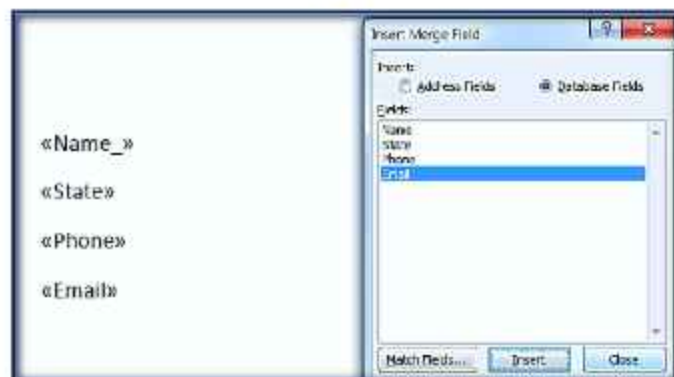 «Name_»
«State»
«Phone»
«Email»
Insert Merge Field
Insert:
Address Fields
Database Fields
Fields:
Name
State
Phone
Email
Match Fields...
Insert
Close